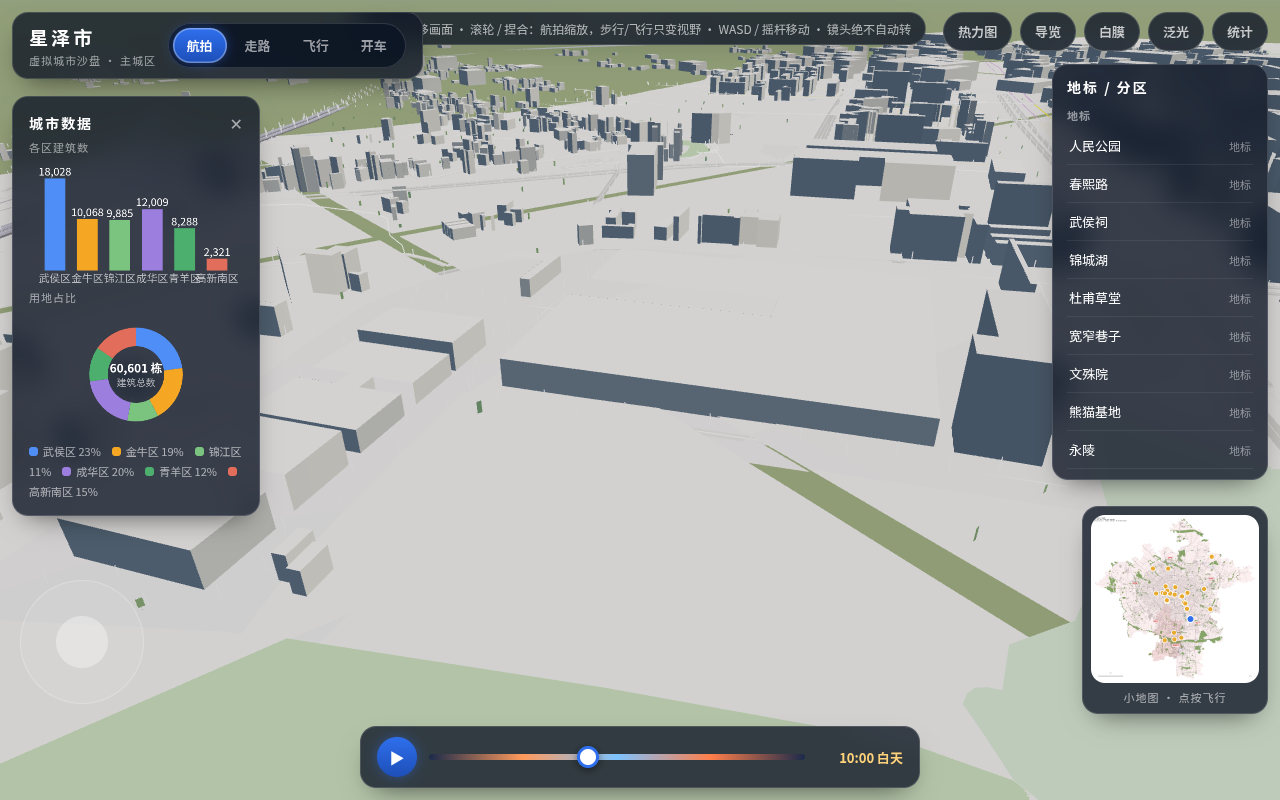 星泽市
虚拟城市沙盘 · 主城区
航拍
走路
飞行
开车
画面 · 滚轮 / 捏合：航拍缩放，步行/飞行只变视野 · WASD / 摇杆移动 · 镜头绝不自动转
热力图
导览
白膜
泛光
统计
城市数据
×
各区建筑数
18,028
10,068
9,885
12,009
8,288
2,321
武侯区
金牛区
锦江区
成华区
青羊区
高新南区
用地占比
60,601 栋
建筑总数
武侯区 23% 金牛区 19% 锦江区
11% 成华区 20% 青羊区 12%
高新南区 15%
地标 / 分区
地标
人民公园 地标
春熙路 地标
武侯祠 地标
锦城湖 地标
杜甫草堂 地标
宽窄巷子 地标
文殊院 地标
熊猫基地 地标
永陵 地标
小地图 · 点按飞行
10:00 白天